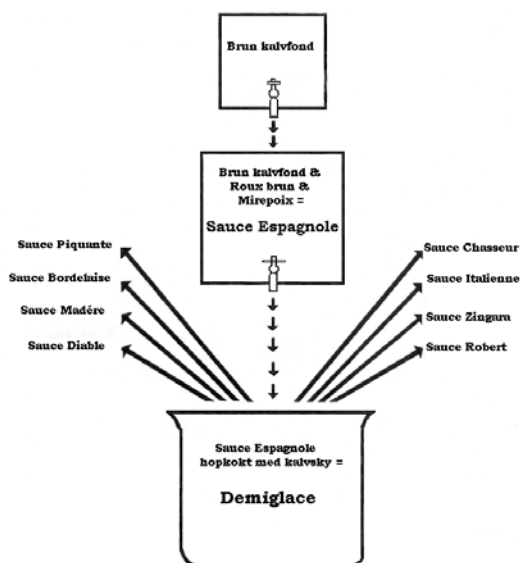 Brun kalvfond
Brun kalvfond &
Roux brun &
Mirepoix =
Sauce Espagnole
Sauce Piquante
Sauce Bordelaise
Sauce Madére
Sauce Diable
Sauce Chasseur
Sauce Italienne
Sauce Zingara
Sauce Robert
Sauce Espagnole
hopkokt med kalvsky =
Demiglace